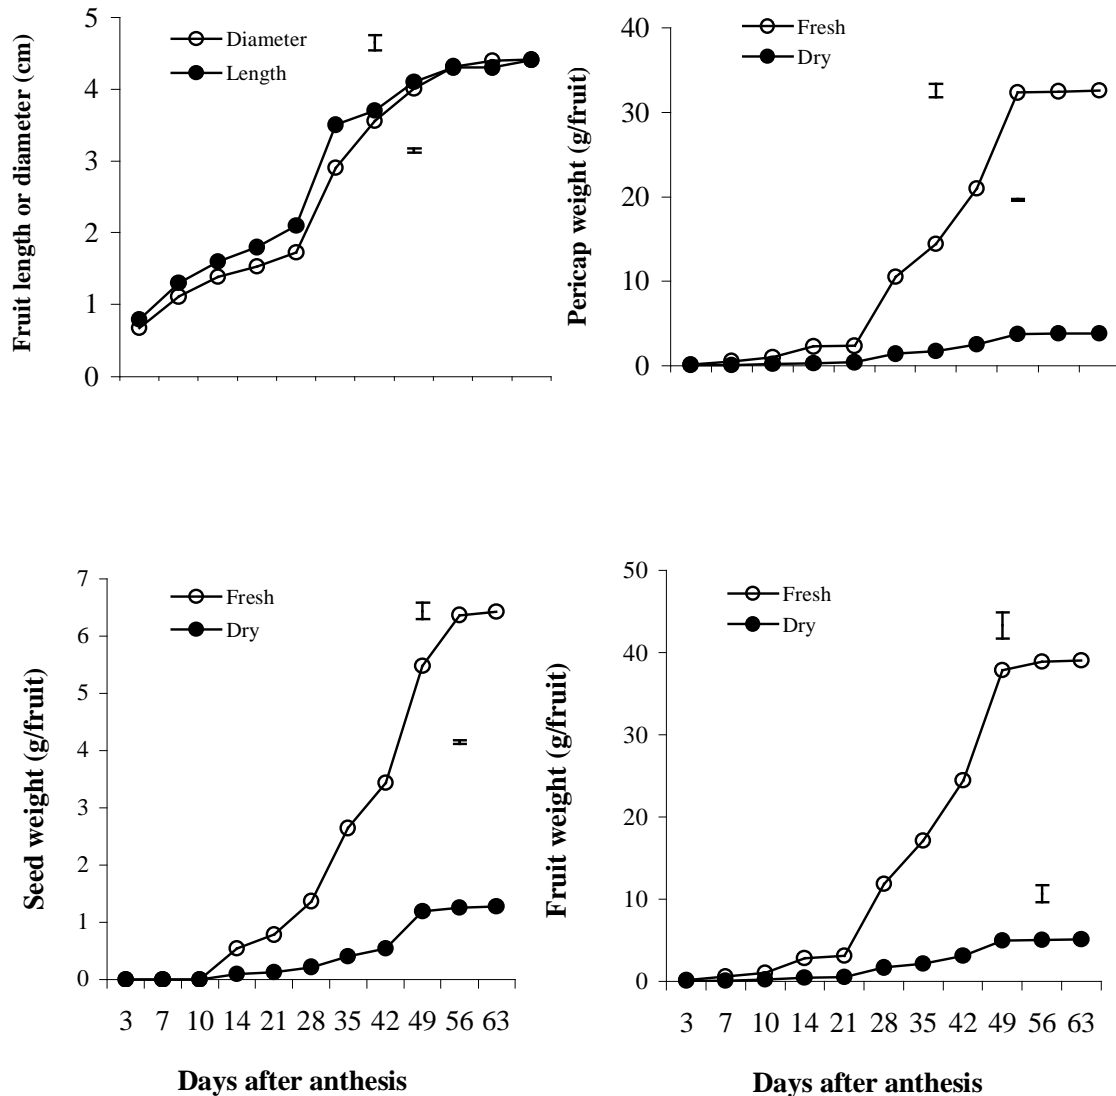 Fruit length or diameter (cm)
5
4
3
2
1
0
Diameter
Length
Pericap weight (g/fruit)
40
30
20
10
0
Fresh
Dry
Seed weight (g/fruit)
7
6
5
4
3
2
1
0
Fresh
Dry
3 7 10 14 21 28 35 42 49 56 63
Days after anthesis
Fruit weight (g/fruit)
50
40
30
20
10
0
Fresh
Dry
3 7 10 14 21 28 35 42 49 56 63
Days after anthesis